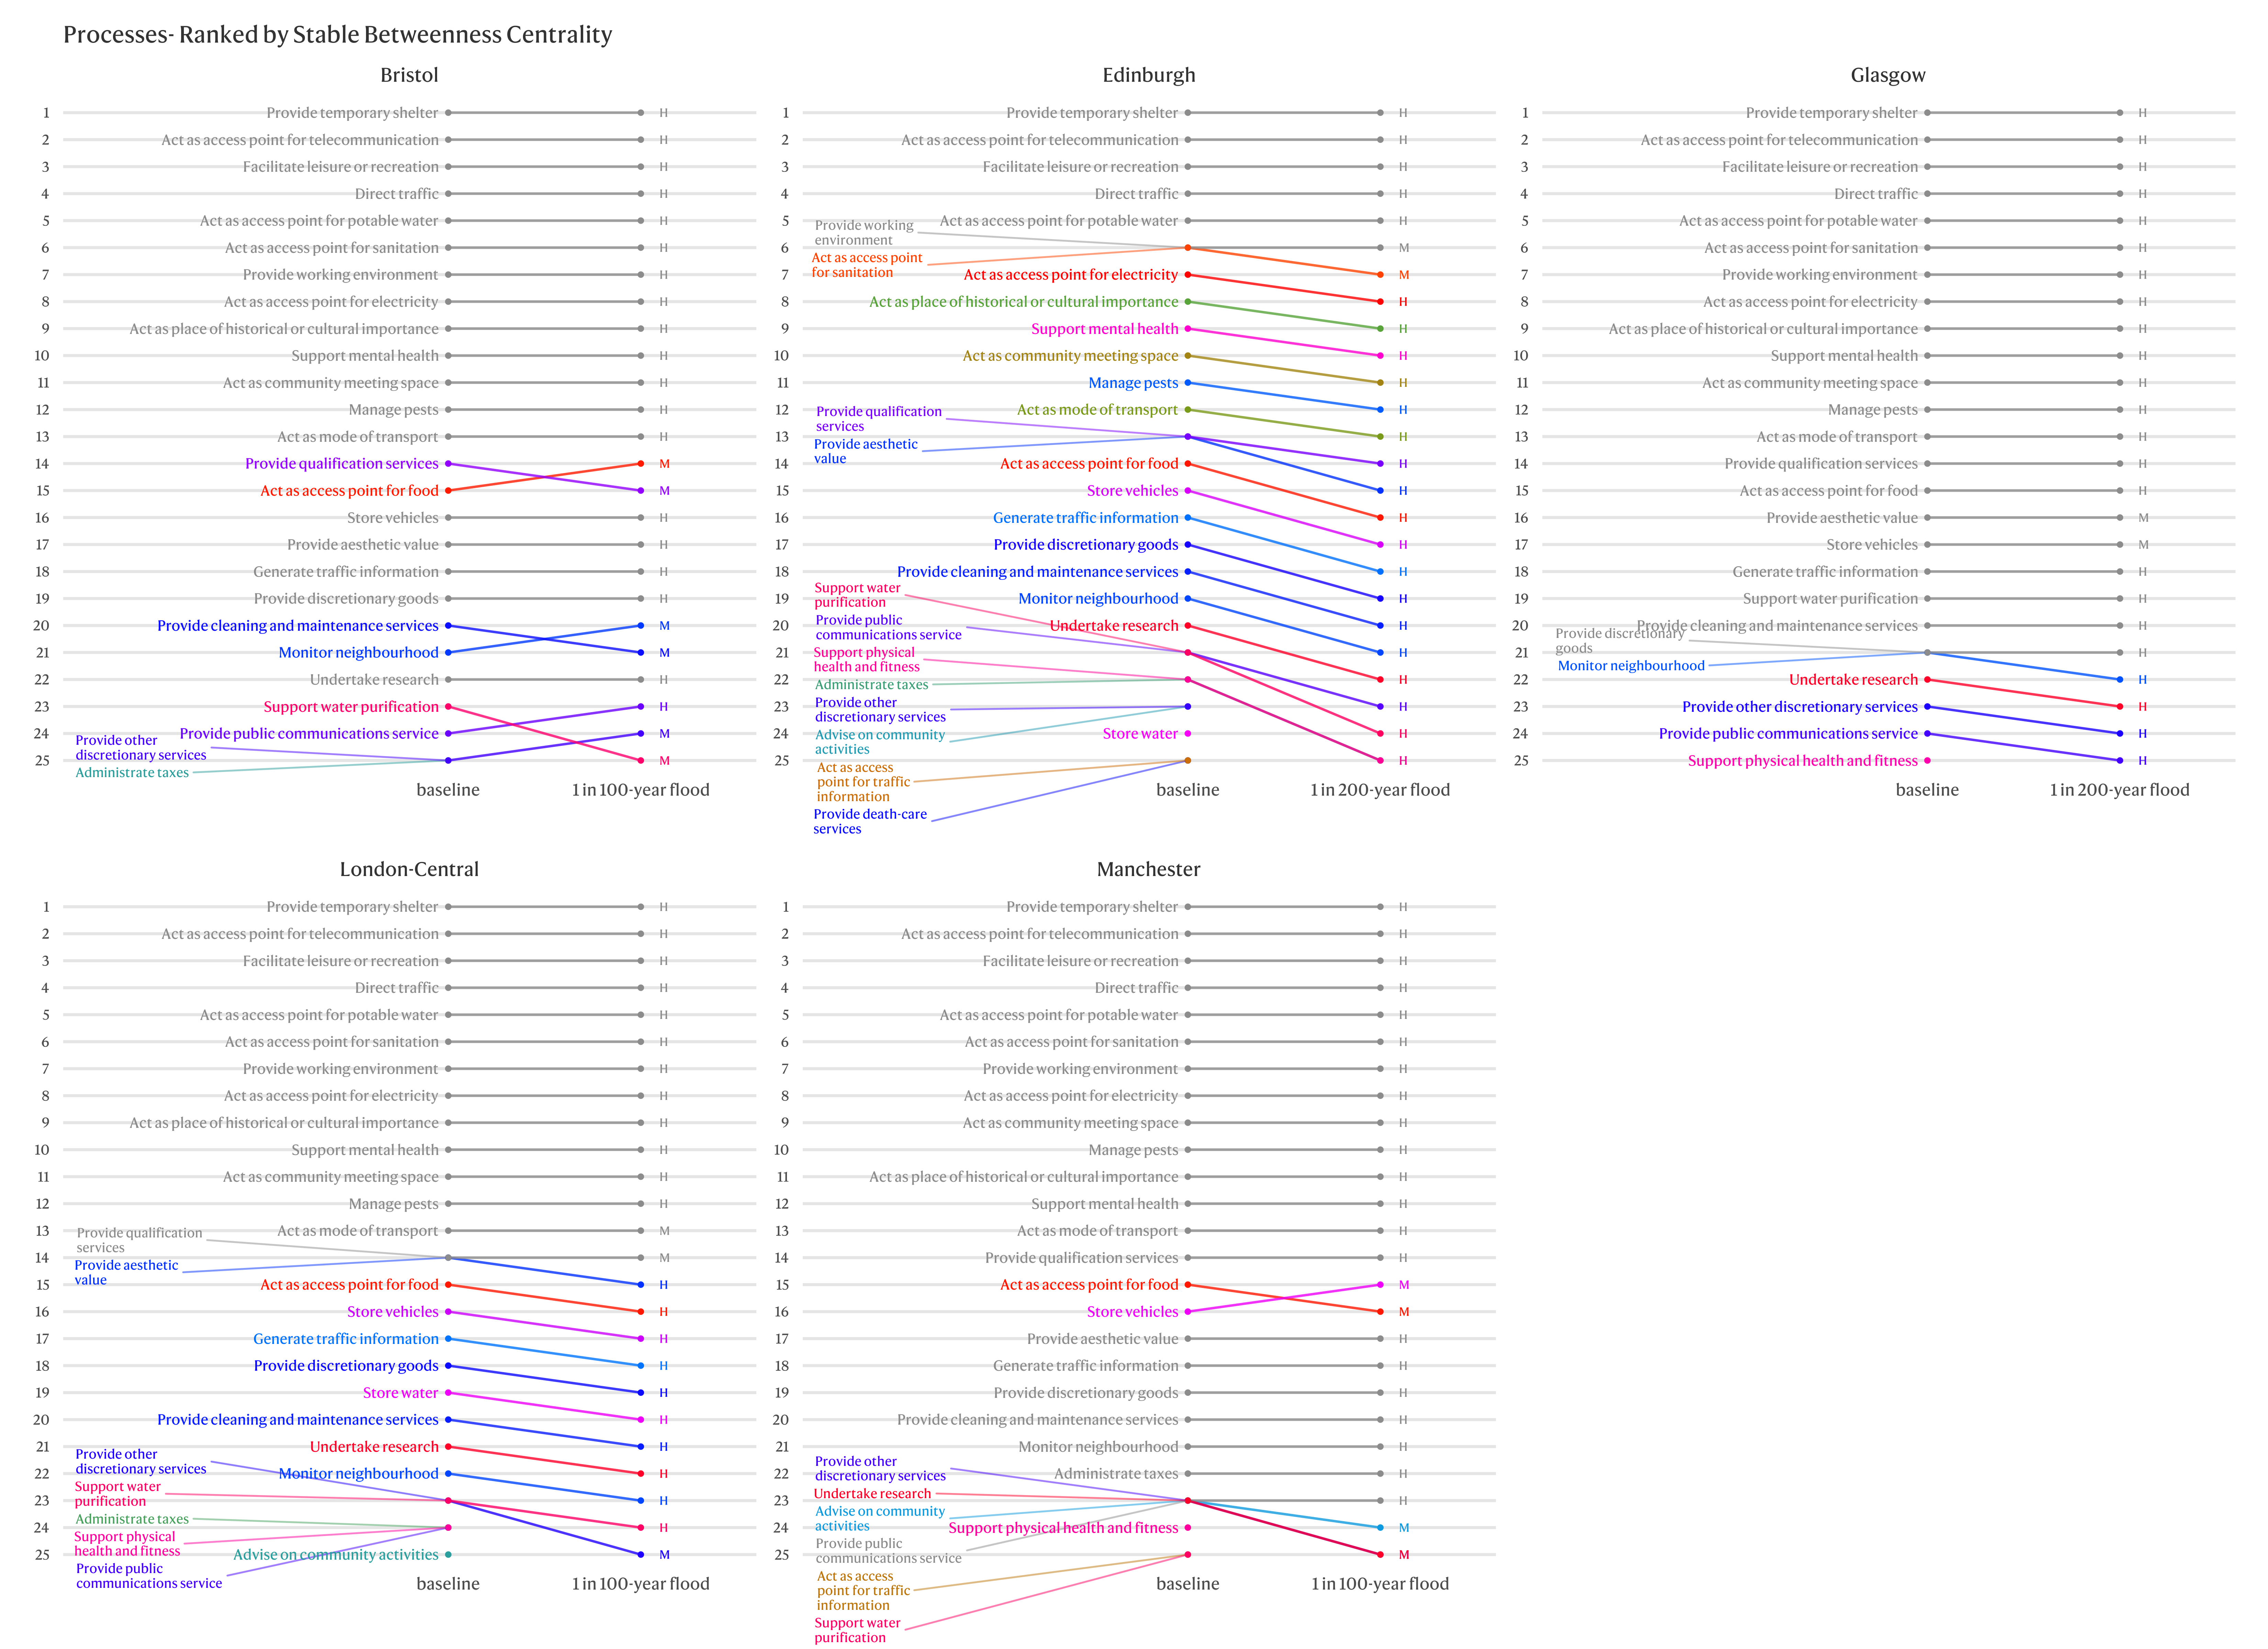 Processes- Ranked by Stable Betweenness Centrality
Bristol
1 Provide temporary shelter H
2 Act as access point for telecommunication H
3 Facilitate leisure or recreation H
4 Direct traffic H
5 Act as access point for potable water H
6 Act as access point for sanitation H
7 Provide working environment H
8 Act as access point for electricity H
9 Act as place of historical or cultural importance H
10 Support mental health H
11 Act as community meeting space H
12 Manage pests H
13 Act as mode of transport H
14 Provide qualification services M
15 Act as access point for food M
16 Store vehicles H
17 Provide aesthetic value H
18 Generate traffic information H
19 Provide discretionary goods H
20 Provide cleaning and maintenance services M
21 Monitor neighbourhood M
22 Undertake research H
23 Support water purification H
24 Provide public communications service M
Provide other
discretionary services
25 M
Administrate taxes
baseline 1 in 100-year flood
Edinburgh
1 Provide temporary shelter H
2 Act as access point for telecommunication H
3 Facilitate leisure or recreation H
4 Direct traffic H
5 Act as access point for potable water H
Provide working
environment
6 M
Act as access point
for sanitation
7 Act as access point for electricity M
8 Act as place of historical or cultural importance H
9 Support mental health H
10 Act as community meeting space H
11 Manage pests H
12 Act as mode of transport H
Provide qualification
services
13 H
Provide aesthetic
value
14 Act as access point for food H
15 Store vehicles H
16 Generate traffic information H
17 Provide discretionary goods H
18 Provide cleaning and maintenance services H
Support water
purification
19 Monitor neighbourhood H
Provide public
communications service
20 Undertake research H
21 H
Support physical
health and fitness
22 H
Administrate taxes
23 H
Provide other
discretionary services
24 Store water H
Advise on community
activities
25 H
Act as access
point for traffic
information
Provide death-care
services
baseline 1 in 200-year flood
Glasgow
1 Provide temporary shelter H
2 Act as access point for telecommunication H
3 Facilitate leisure or recreation H
4 Direct traffic H
5 Act as access point for potable water H
6 Act as access point for sanitation H
7 Provide working environment H
8 Act as access point for electricity H
9 Act as place of historical or cultural importance H
10 Support mental health H
11 Act as community meeting space H
12 Manage pests H
13 Act as mode of transport H
14 Provide qualification services H
15 Act as access point for food H
16 Provide aesthetic value M
17 Store vehicles M
18 Generate traffic information H
19 Support water purification H
20 Provide cleaning and maintenance services H
Provide discretionary
goods
21 H
Monitor neighbourhood
22 Undertake research H
23 Provide other discretionary services H
24 Provide public communications service H
25 Support physical health and fitness H
baseline 1 in 200-year flood
London-Central
1 Provide temporary shelter H
2 Act as access point for telecommunication H
3 Facilitate leisure or recreation H
4 Direct traffic H
5 Act as access point for potable water H
6 Act as access point for sanitation H
7 Provide working environment H
8 Act as access point for electricity H
9 Act as place of historical or cultural importance H
10 Support mental health H
11 Act as community meeting space H
12 Manage pests H
13 Act as mode of transport M
Provide qualification
services
14 M
Provide aesthetic
value
15 Act as access point for food H
16 Store vehicles H
17 Generate traffic information H
18 Provide discretionary goods H
19 Store water H
20 Provide cleaning and maintenance services H
21 Undertake research H
Provide other
discretionary services
22 Monitor neighbourhood H
Support water
purification
23 H
Administrate taxes
24 H
Support physical
health and fitness
25 Advise on community activities M
Provide public
communications service
baseline 1 in 100-year flood
Manchester
1 Provide temporary shelter H
2 Act as access point for telecommunication H
3 Facilitate leisure or recreation H
4 Direct traffic H
5 Act as access point for potable water H
6 Act as access point for sanitation H
7 Provide working environment H
8 Act as access point for electricity H
9 Act as community meeting space H
10 Manage pests H
11 Act as place of historical or cultural importance H
12 Support mental health H
13 Act as mode of transport H
14 Provide qualification services H
15 Act as access point for food M
16 Store vehicles M
17 Provide aesthetic value H
18 Generate traffic information H
19 Provide discretionary goods H
20 Provide cleaning and maintenance services H
21 Monitor neighbourhood H
Provide other
discretionary services
22 Administrate taxes H
Undertake research
23 H
Advise on community
activities
24 Support physical health and fitness M
Provide public
communications service
25 M
Act as access
point for traffic
information
Support water
purification
baseline 1 in 100-year flood